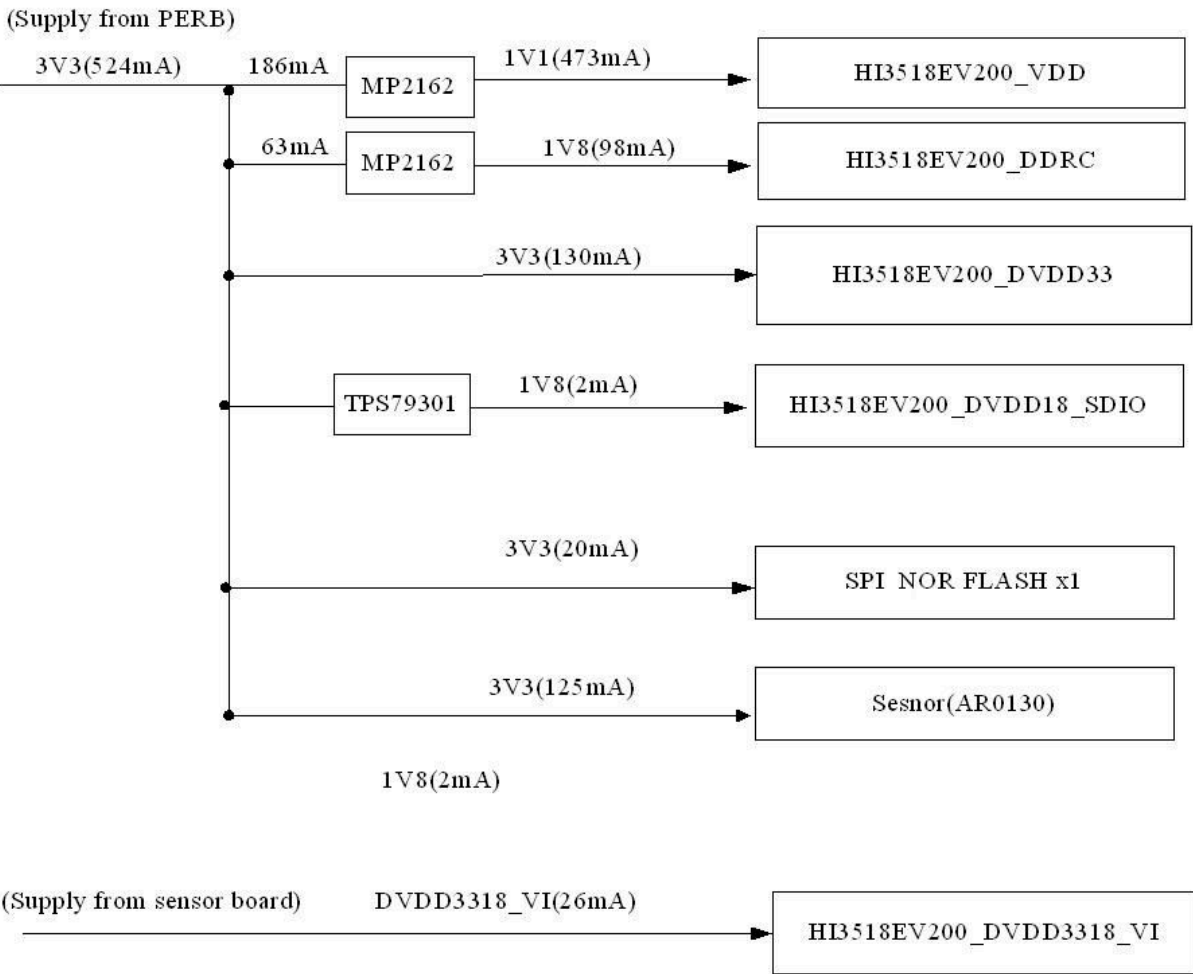 (Supply from PERB)
3V3(524mA)
186mA
MP2162
1V1(473mA)
HI3518EV200_VDD
63mA
MP2162
1V8(98mA)
HI3518EV200_DDRC
3V3(130mA)
HI3518EV200_DVDD33
TPS79301
1V8(2mA)
HI3518EV200_DVDD18_SDIO
3V3(20mA)
SPI NOR FLASH x1
3V3(125mA)
Sesnor(AR0130)
1V8(2mA)
(Supply from sensor board)
DVDD3318_VI(26mA)
HI3518EV200_DVDD3318_VI